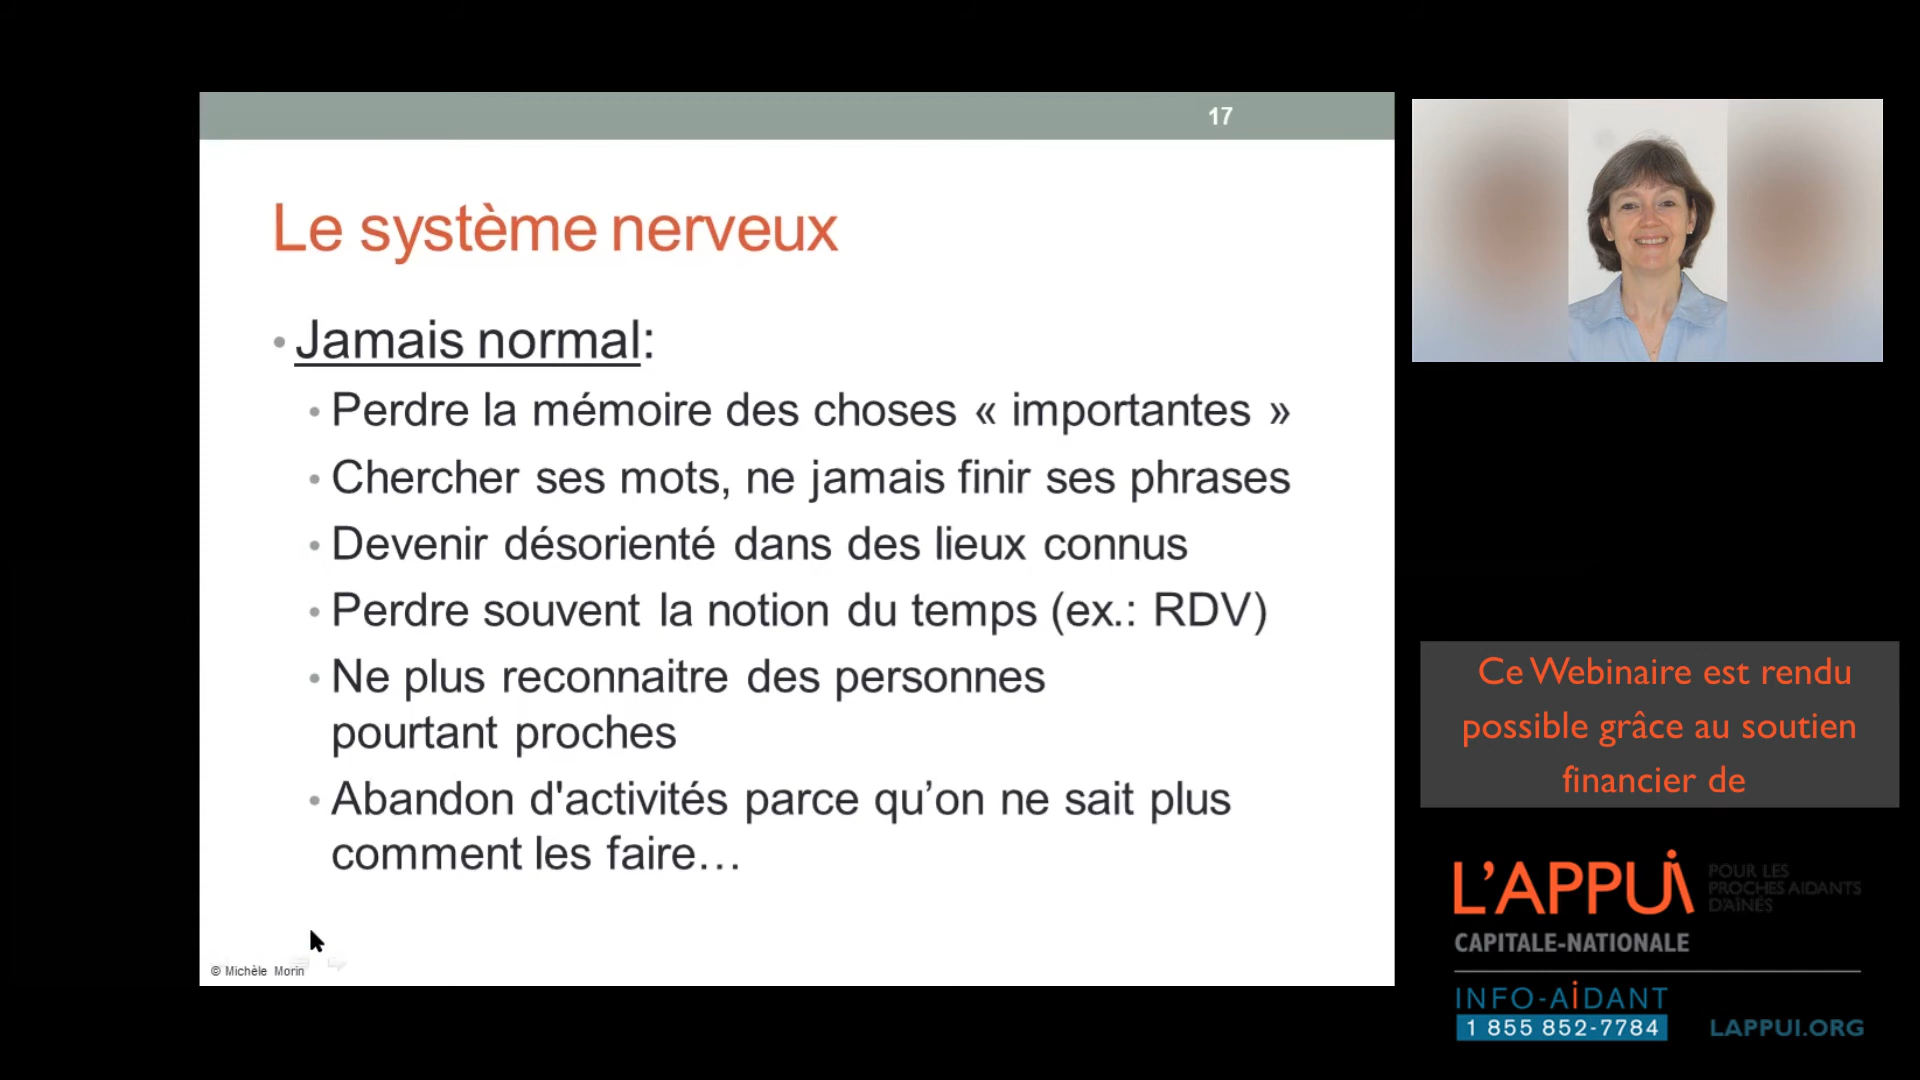 17
Le système nerveux
• Jamais normal:
• Perdre la mémoire des choses « importantes »
• Chercher ses mots, ne jamais finir ses phrases
• Devenir désorienté dans des lieux connus
• Perdre souvent la notion du temps (ex.: RDV)
• Ne plus reconnaitre des personnes
pourtant proches
• Abandon d'activités parce qu’on ne sait plus
comment les faire…
© Michèle Morin
Ce Webinaire est rendu
possible grâce au soutien
financier de
L’APPUi
POUR LES
PROCHES AIDANTS
D'AÎNÉS
CAPITALE-NATIONALE
INFO-AiDANT
1 855 852-7784
LAPPUI.ORG